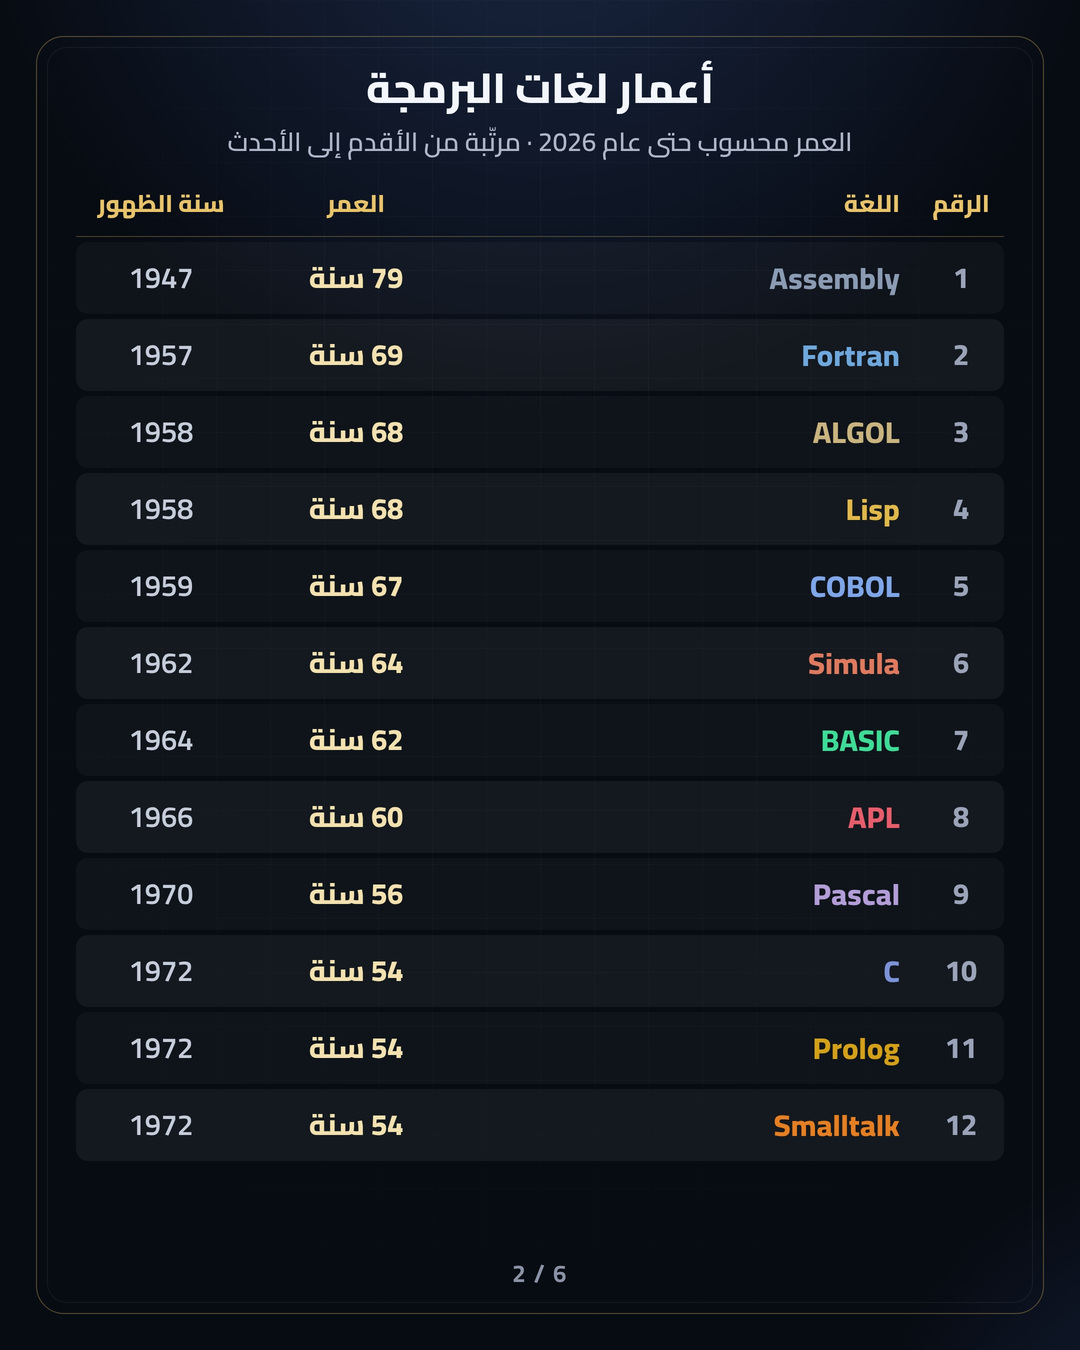 أعمار لغات البرمجة
العمر محسوب حتى عام 2026 · مرتّبة من الأقدم إلى الأحدث
الرقم اللغة العمر سنة الظهور
1 Assembly 79 سنة 1947
2 Fortran 69 سنة 1957
3 ALGOL 68 سنة 1958
4 Lisp 68 سنة 1958
5 COBOL 67 سنة 1959
6 Simula 64 سنة 1962
7 BASIC 62 سنة 1964
8 APL 60 سنة 1966
9 Pascal 56 سنة 1970
10 C 54 سنة 1972
11 Prolog 54 سنة 1972
12 Smalltalk 54 سنة 1972
2 / 6